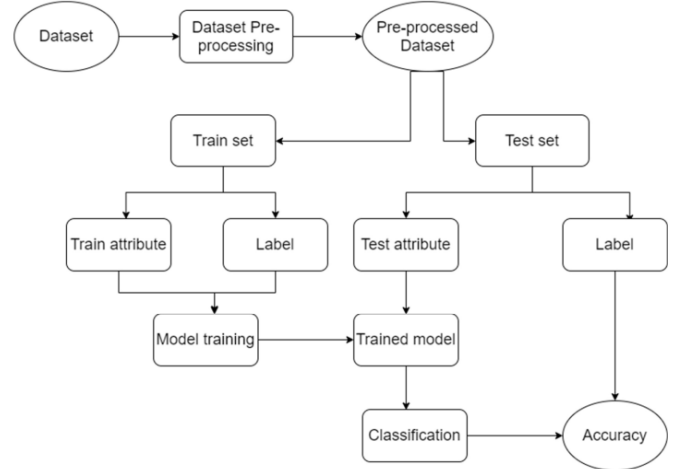 Dataset
Dataset Pre-
processing
Pre-processed
Dataset
Train set
Test set
Train attribute
Label
Test attribute
Label
Model training
Trained model
Classification
Accuracy